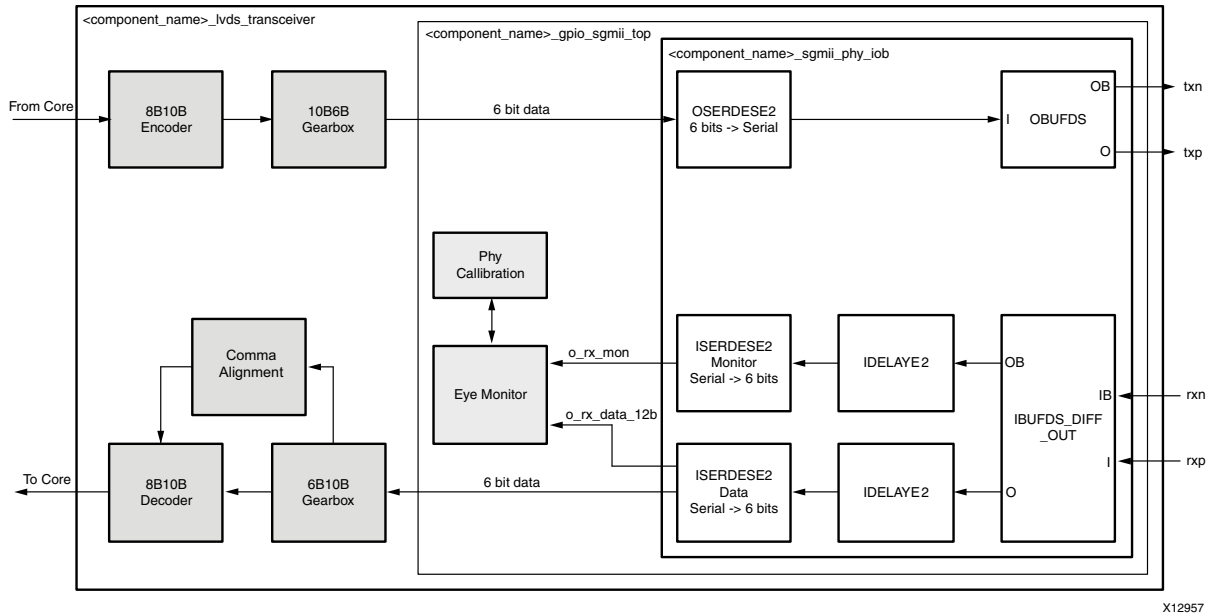 <component_name>_lvds_transceiver
<component_name>_gpio_sgmii_top
<component_name>_sgmii_phy_iob
From Core
8B10B
Encoder
10B6B
Gearbox
6 bit data
OSERDESE2
6 bits -> Serial
I
OBUFDS
OB
O
txn
txp
Phy
Callibration
Comma
Alignment
Eye Monitor
o_rx_mon
o_rx_data_12b
ISERDESE2
Monitor
Serial -> 6 bits
IDELAYE2
OB
IB
rxn
IBUFDS_DIFF
_OUT
I
rxp
To Core
8B10B
Decoder
6B10B
Gearbox
6 bit data
ISERDESE2
Data
Serial -> 6 bits
IDELAYE2
O
X12957